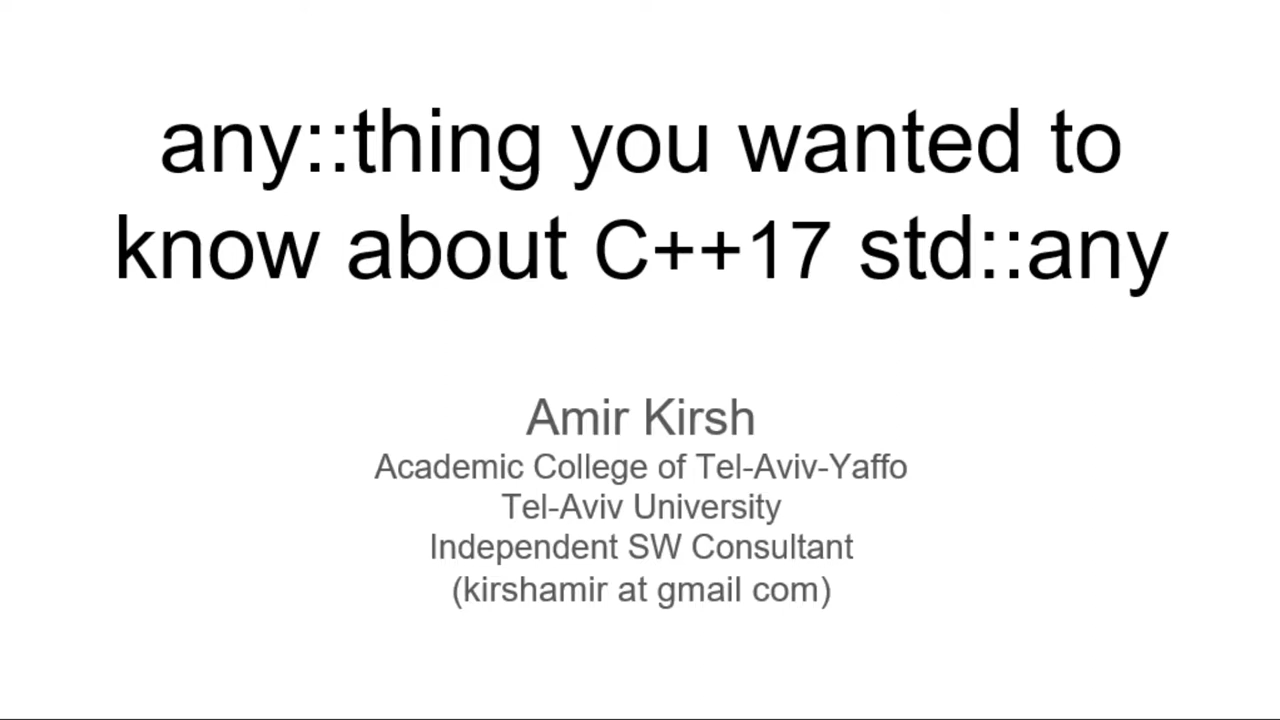 any::thing you wanted to
know about C++17 std::any
Amir Kirsh
Academic College of Tel-Aviv-Yaffo
Tel-Aviv University
Independent SW Consultant
(kirshamir at gmail com)